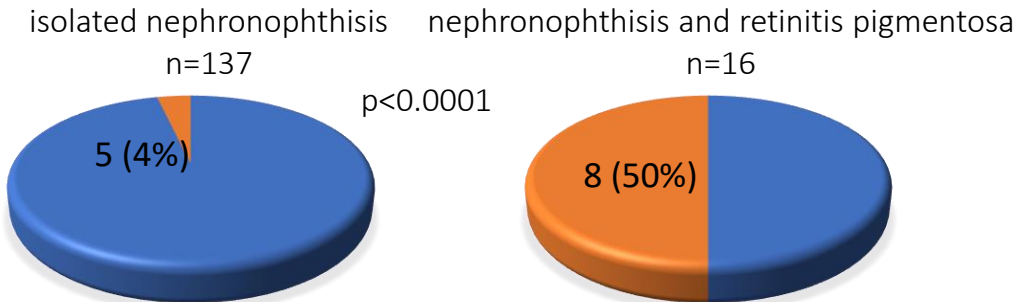 isolated nephronophthisis
n=137
nephronophthisis and retinitis pigmentosa
n=16
p<0.0001
5 (4%)
8 (50%)